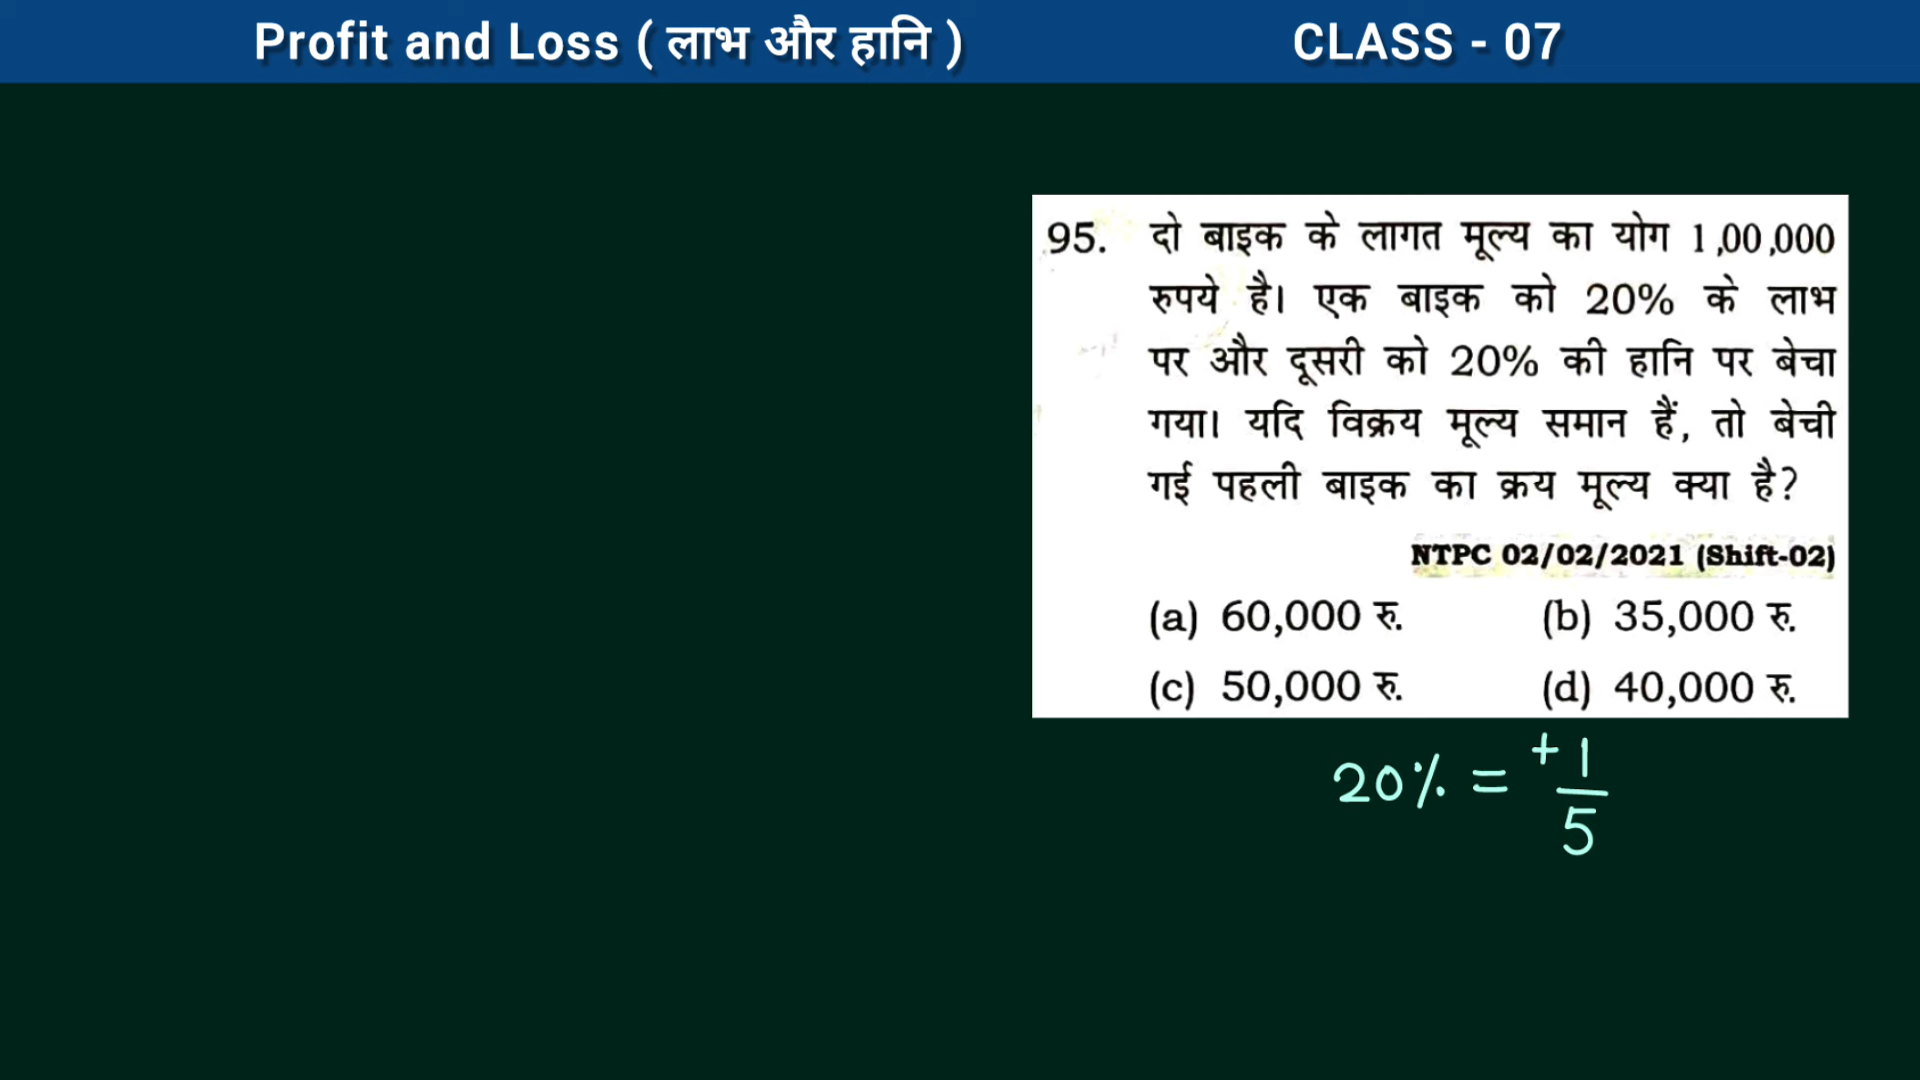 Profit and Loss ( लाभ और हानि ) CLASS - 07
95. दो बाइक के लागत मूल्य का योग 1,00,000
रुपये है। एक बाइक को 20% के लाभ
पर और दूसरी को 20% की हानि पर बेचा
गया। यदि विक्रय मूल्य समान हैं, तो बेची
गई पहली बाइक का क्रय मूल्य क्या है?
NTPC 02/02/2021 (Shift-02)
(a) 60,000 रु. (b) 35,000 रु.
(c) 50,000 रु. (d) 40,000 रु.
20% = +1/5